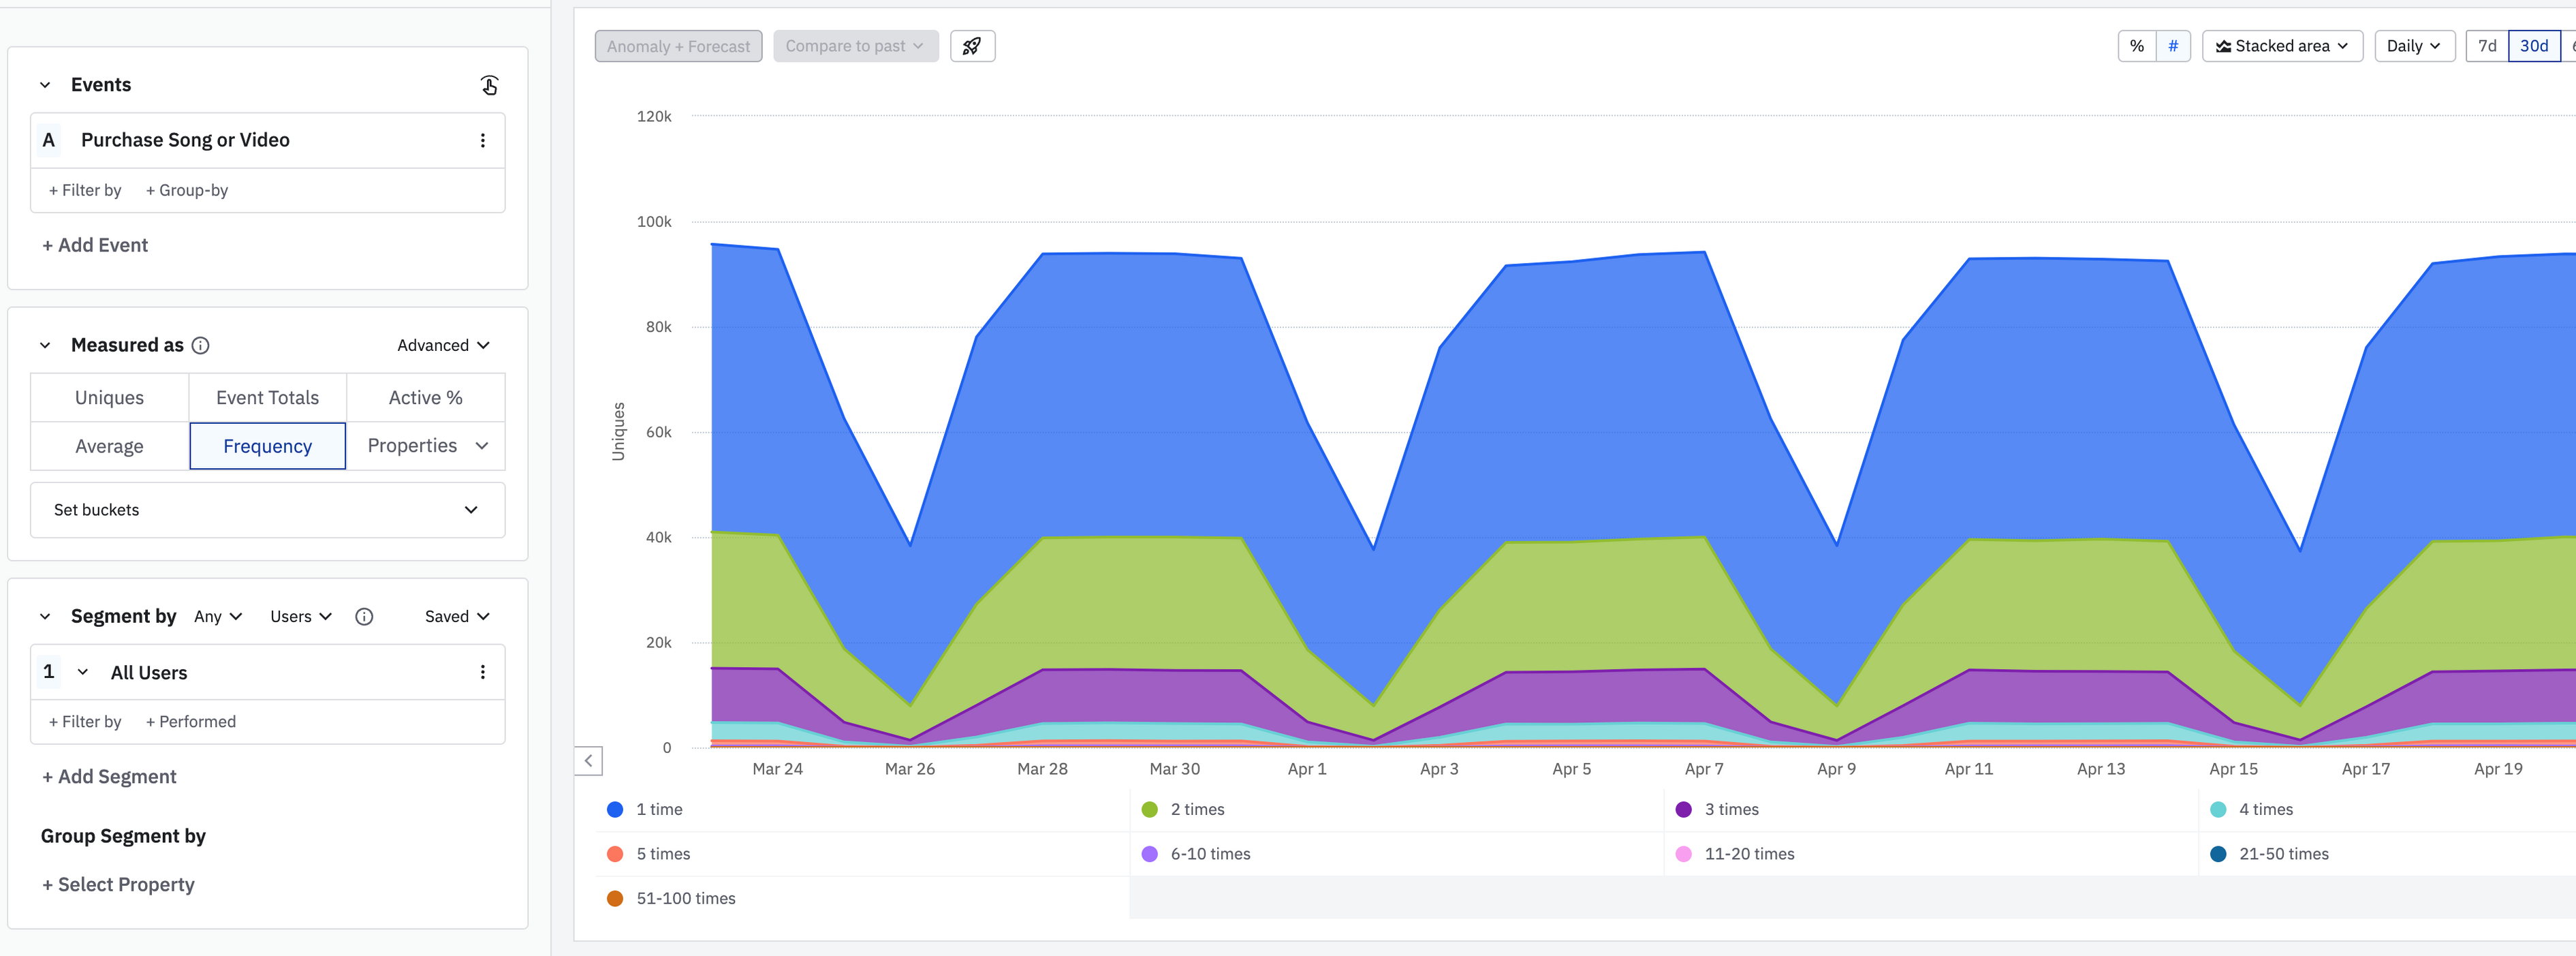 Events
A Purchase Song or Video
+ Filter by + Group-by
+ Add Event
Measured as Advanced
Uniques Event Totals Active %
Average Frequency Properties
Set buckets
Segment by Any Users Saved
1 All Users
+ Filter by + Performed
+ Add Segment
Group Segment by
+ Select Property
Anomaly + Forecast Compare to past % # Stacked area Daily 7d 30d
120k
100k
80k
60k
40k
20k
0
Uniques
Mar 24 Mar 26 Mar 28 Mar 30 Apr 1 Apr 3 Apr 5 Apr 7 Apr 9 Apr 11 Apr 13 Apr 15 Apr 17 Apr 19
1 time 2 times 3 times 4 times
5 times 6-10 times 11-20 times 21-50 times
51-100 times